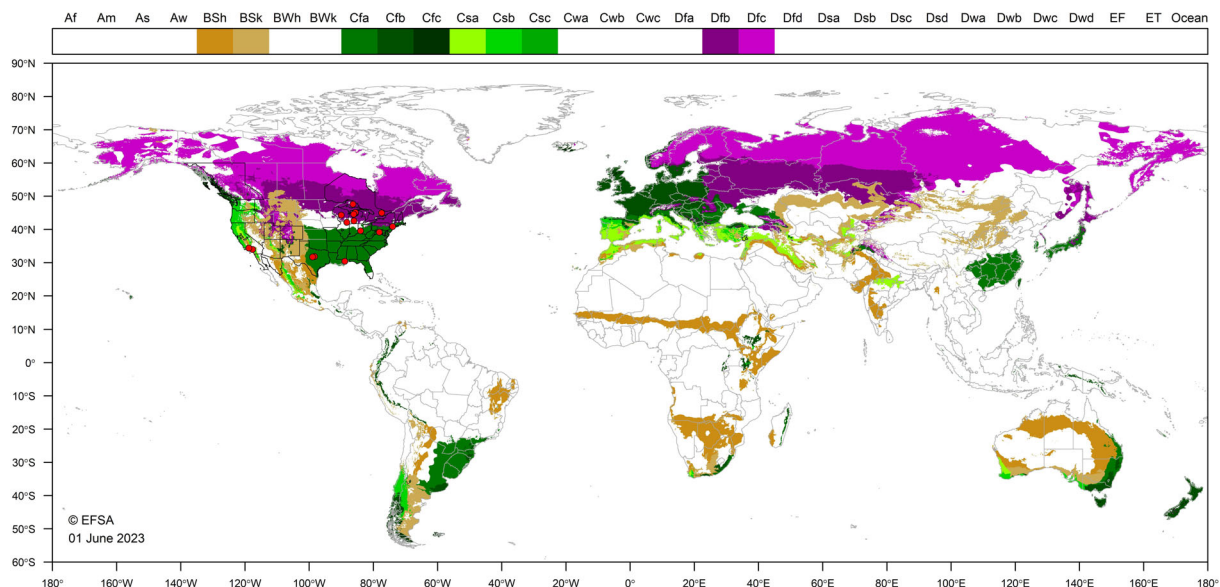 Af Am As Aw BSh BSk BWh BWk Cfa Cfb Cfc Csa Csb Csc Cwa Cwb Cwc Dfa Dfb Dfc Dfd Dsa Dsb Dsc Dsd Dwa Dwb Dwc Dwd EF ET Ocean
90°N
80°N
70°N
60°N
50°N
40°N
30°N
20°N
10°N
0°
10°S
20°S
30°S
40°S
50°S
60°S
© EFSA
01 June 2023
180° 160°W 140°W 120°W 100°W 80°W 60°W 40°W 20°W 0° 20°E 40°E 60°E 80°E 100°E 120°E 140°E 160°E 180°